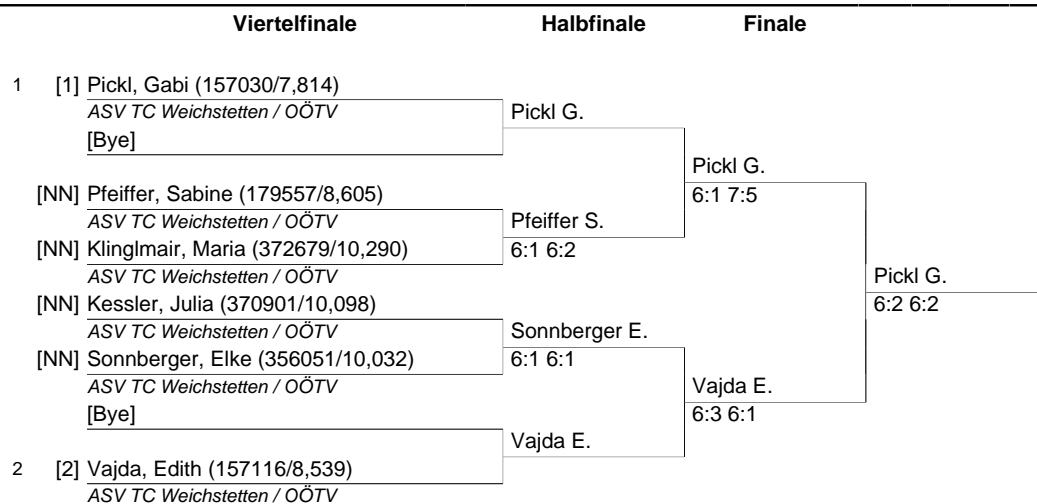 Viertelfinale Halbfinale Finale
1 [1] Pickl, Gabi (157030/7,814)
ASV TC Weichstetten / OÖTV Pickl G.
[Bye]
Pickl G.
[NN] Pfeiffer, Sabine (179557/8,605) 6:1 7:5
ASV TC Weichstetten / OÖTV Pfeiffer S.
[NN] Klinglmair, Maria (372679/10,290) 6:1 6:2
ASV TC Weichstetten / OÖTV Pickl G.
[NN] Kessler, Julia (370901/10,098) 6:2 6:2
ASV TC Weichstetten / OÖTV Sonnberger E.
[NN] Sonnberger, Elke (356051/10,032) 6:1 6:1
ASV TC Weichstetten / OÖTV Vajda E.
[Bye] 6:3 6:1
Vajda E.
2 [2] Vajda, Edith (157116/8,539)
ASV TC Weichstetten / OÖTV